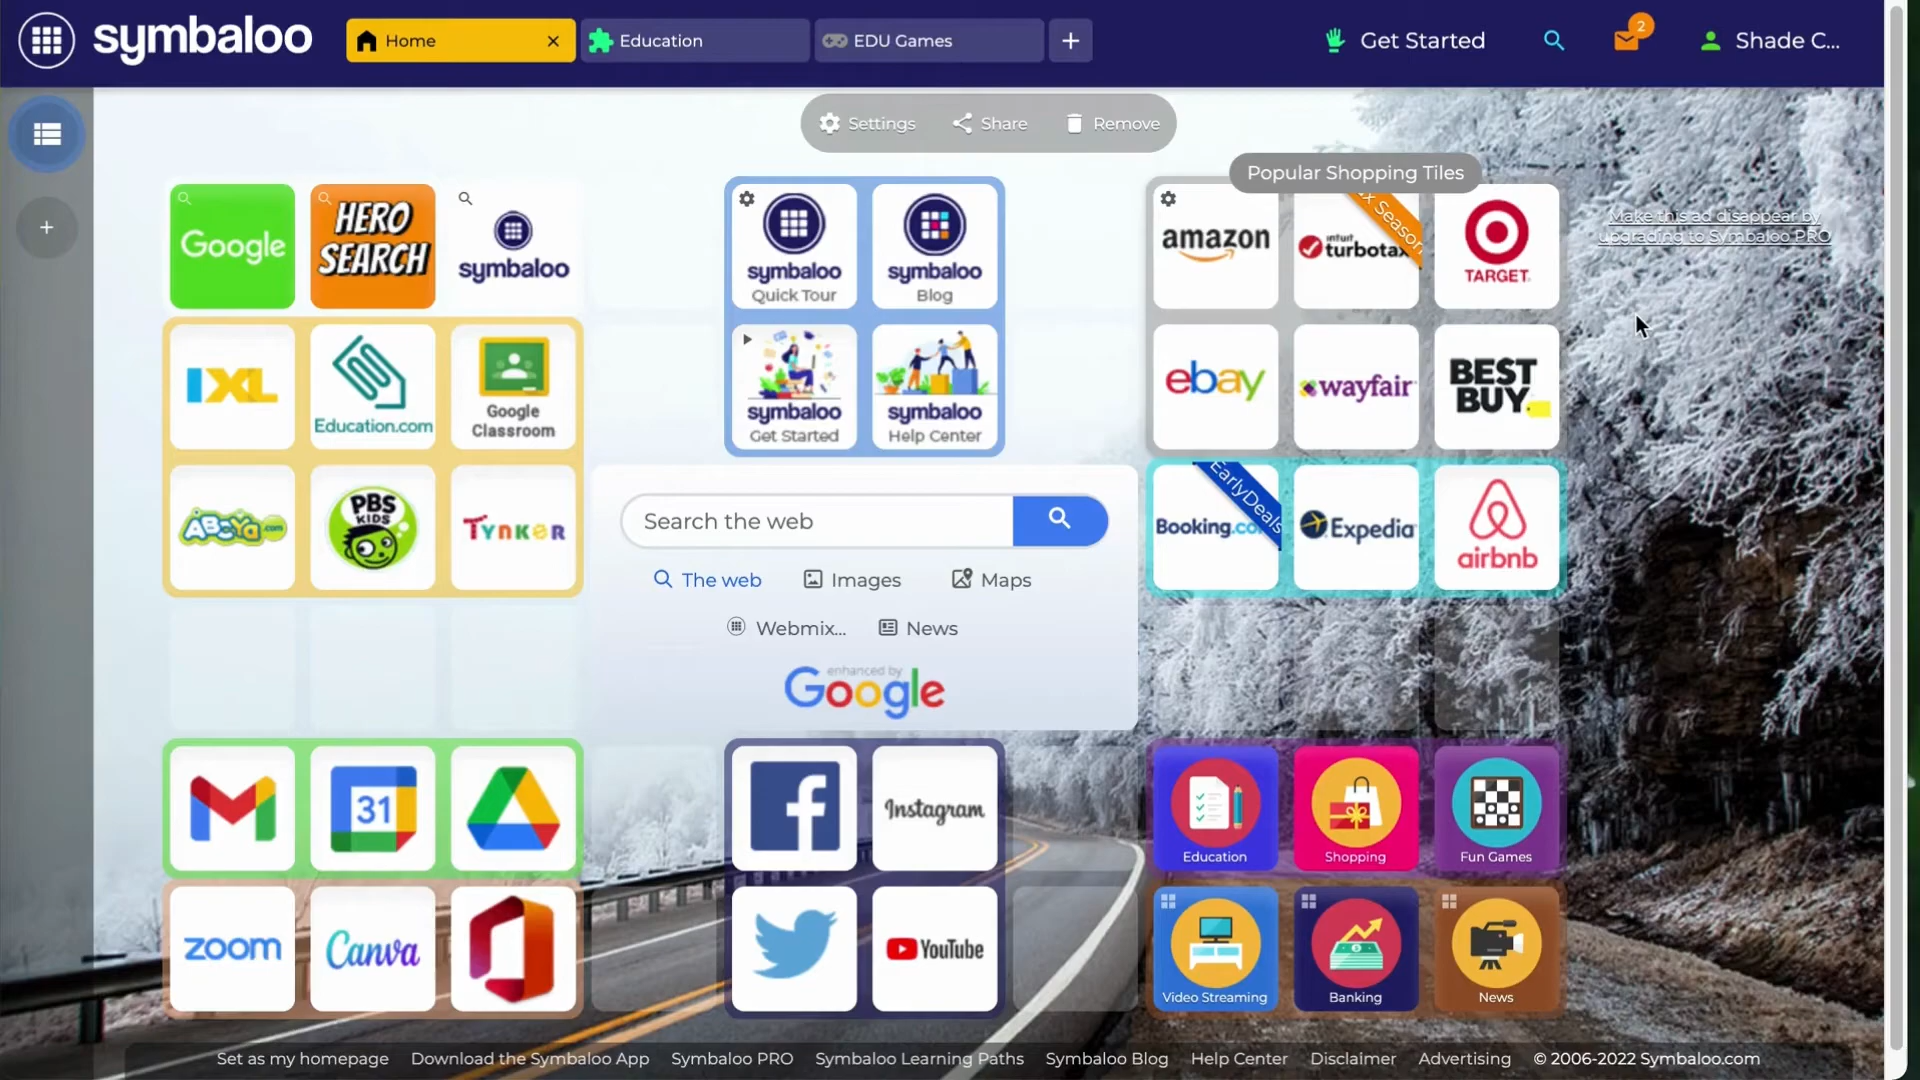 symbaloo
Home
Education
EDU Games
Get Started
2
Shade C...
Settings
Share
Remove
Popular Shopping Tiles
Make this ad disappear by
upgrading to Symbaloo PRO
Google
HERO
SEARCH
symbaloo
symbaloo
Quick Tour
symbaloo
Blog
amazon
intuit
turbotax
x Season
TARGET.
IXL
Education.com
Google
Classroom
symbaloo
Get Started
symbaloo
Help Center
ebay
wayfair
BEST
BUY
ABCya.com
PBS
KIDS
TYNKER
Search the web
The web
Images
Maps
Webmix...
News
enhanced by
Google
Booking.co
EarlyDeals
Expedia
airbnb
31
Instagram
Education
Shopping
Fun Games
zoom
Canva
YouTube
Video Streaming
Banking
News
Set as my homepage
Download the Symbaloo App
Symbaloo PRO
Symbaloo Learning Paths
Symbaloo Blog
Help Center
Disclaimer
Advertising
© 2006-2022 Symbaloo.com